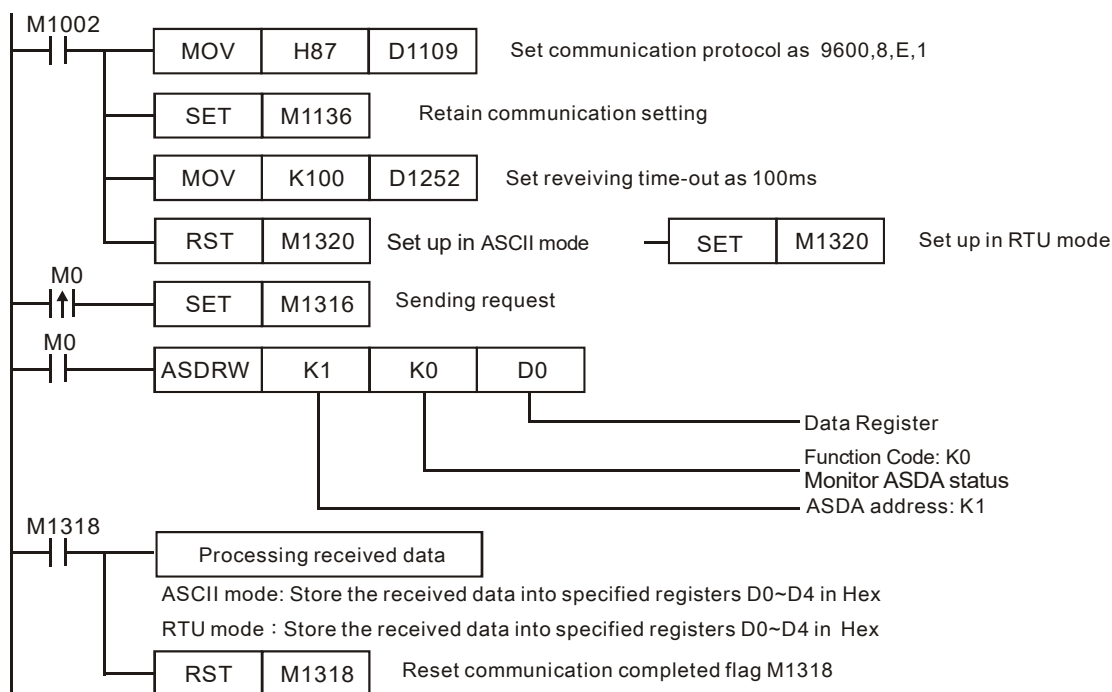 M1002
MOV H87 D1109 Set communication protocol as 9600,8,E,1
SET M1136 Retain communication setting
MOV K100 D1252 Set reveiving time-out as 100ms
RST M1320 Set up in ASCII mode SET M1320 Set up in RTU mode
M0
SET M1316 Sending request
M0
ASDRW K1 K0 D0
Data Register
Function Code: K0
Monitor ASDA status
ASDA address: K1
M1318
Processing received data
ASCII mode: Store the received data into specified registers D0~D4 in Hex
RTU mode：Store the received data into specified registers D0~D4 in Hex
RST M1318 Reset communication completed flag M1318